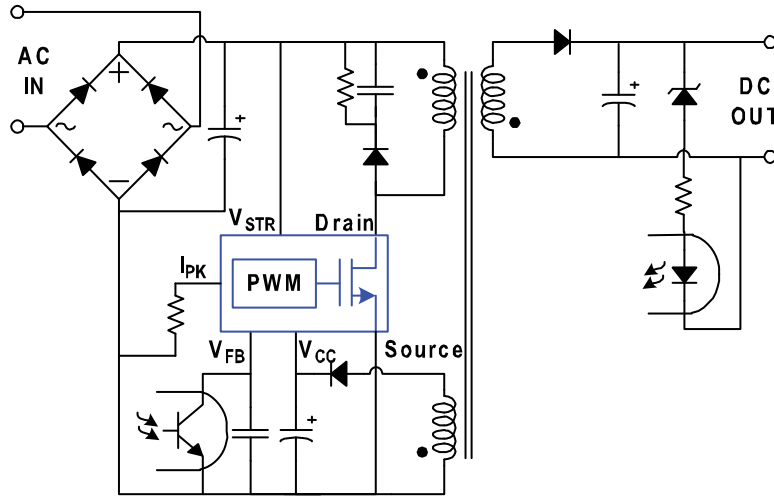 AC
IN
+
~
~
−
+
+
DC
OUT
VSTR
Drain
IPK
PWM
VFB
VCC
Source
+